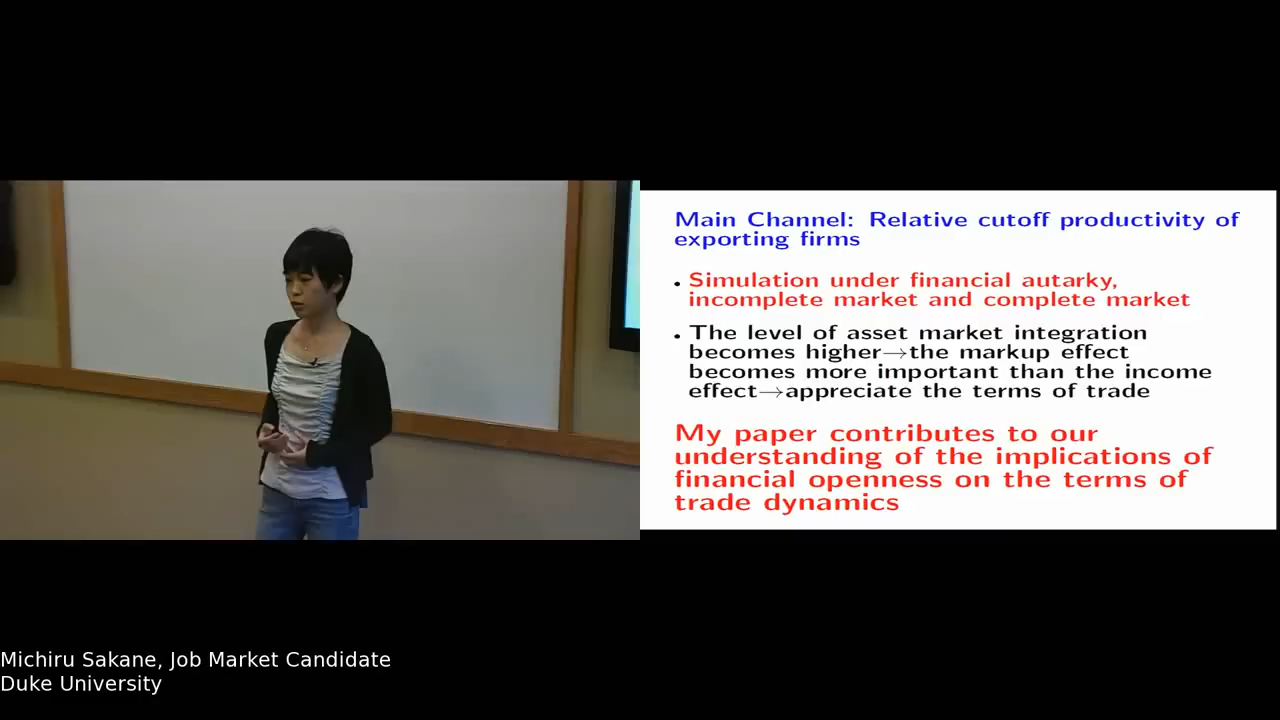 Main Channel: Relative cutoff productivity of
exporting firms
• Simulation under financial autarky,
incomplete market and complete market
• The level of asset market integration
becomes higher→the markup effect
becomes more important than the income
effect→appreciate the terms of trade
My paper contributes to our
understanding of the implications of
financial openness on the terms of
trade dynamics
Michiru Sakane, Job Market Candidate
Duke University